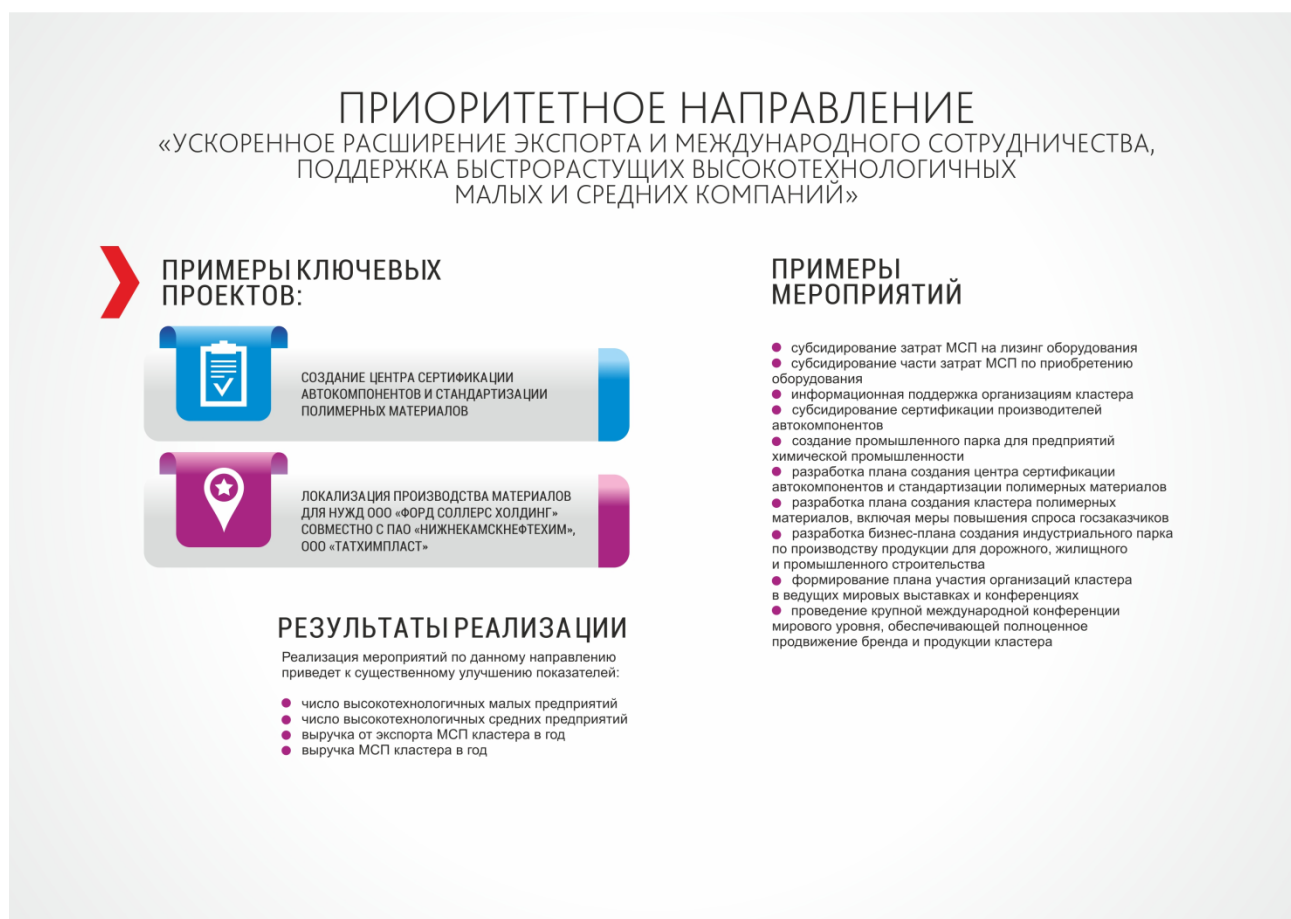 ПРИОРИТЕТНОЕ НАПРАВЛЕНИЕ
«УСКОРЕННОЕ РАСШИРЕНИЕ ЭКСПОРТА И МЕЖДУНАРОДНОГО СОТРУДНИЧЕСТВА,
ПОДДЕРЖКА БЫСТРОРАСТУЩИХ ВЫСОКОТЕХНОЛОГИЧНЫХ
МАЛЫХ И СРЕДНИХ КОМПАНИЙ»
ПРИМЕРЫ КЛЮЧЕВЫХ
ПРОЕКТОВ:
СОЗДАНИЕ ЦЕНТРА СЕРТИФИКАЦИИ
АВТОКОМПОНЕНТОВ И СТАНДАРТИЗАЦИИ
ПОЛИМЕРНЫХ МАТЕРИАЛОВ
ЛОКАЛИЗАЦИЯ ПРОИЗВОДСТВА МАТЕРИАЛОВ
ДЛЯ НУЖД ООО «ФОРД СОЛЛЕРС ХОЛДИНГ»
СОВМЕСТНО С ПАО «НИЖНЕКАМСКНЕФТЕХИМ»,
ООО «ТАТХИМПЛАСТ»
РЕЗУЛЬТАТЫ РЕАЛИЗАЦИИ
Реализация мероприятий по данному направлению
приведет к существенному улучшению показателей:
число высокотехнологичных малых предприятий
число высокотехнологичных средних предприятий
выручка от экспорта МСП кластера в год
выручка МСП кластера в год
ПРИМЕРЫ
МЕРОПРИЯТИЙ
субсидирование затрат МСП на лизинг оборудования
субсидирование части затрат МСП по приобретению
оборудования
информационная поддержка организациям кластера
субсидирование сертификации производителей
автокомпонентов
создание промышленного парка для предприятий
химической промышленности
разработка плана создания центра сертификации
автокомпонентов и стандартизации полимерных материалов
разработка плана создания кластера полимерных
материалов, включая меры повышения спроса госзаказчиков
разработка бизнес-плана создания индустриального парка
по производству продукции для дорожного, жилищного
и промышленного строительства
формирование плана участия организаций кластера
в ведущих мировых выставках и конференциях
проведение крупной международной конференции
мирового уровня, обеспечивающей полноценное
продвижение бренда и продукции кластера